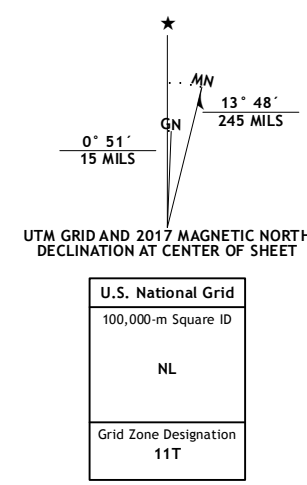 MN
13° 48´
245 MILS
GN
0° 51´
15 MILS
UTM GRID AND 2017 MAGNETIC NORTH
DECLINATION AT CENTER OF SHEET
U.S. National Grid
100,000-m Square ID
NL
Grid Zone Designation
11T